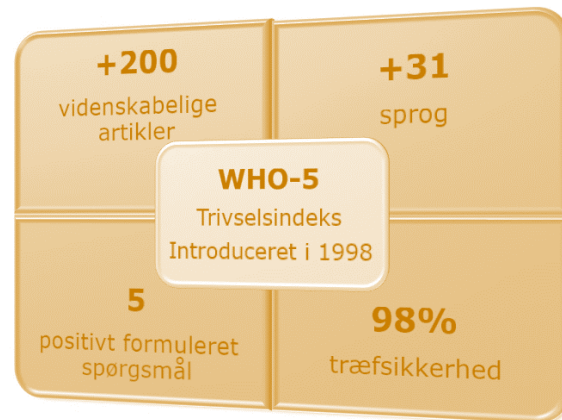 +200
videnskabelige
artikler
+31
sprog
WHO-5
Trivselsindeks
Introduceret i 1998
5
positivt formuleret
spørgsmål
98%
træfsikkerhed